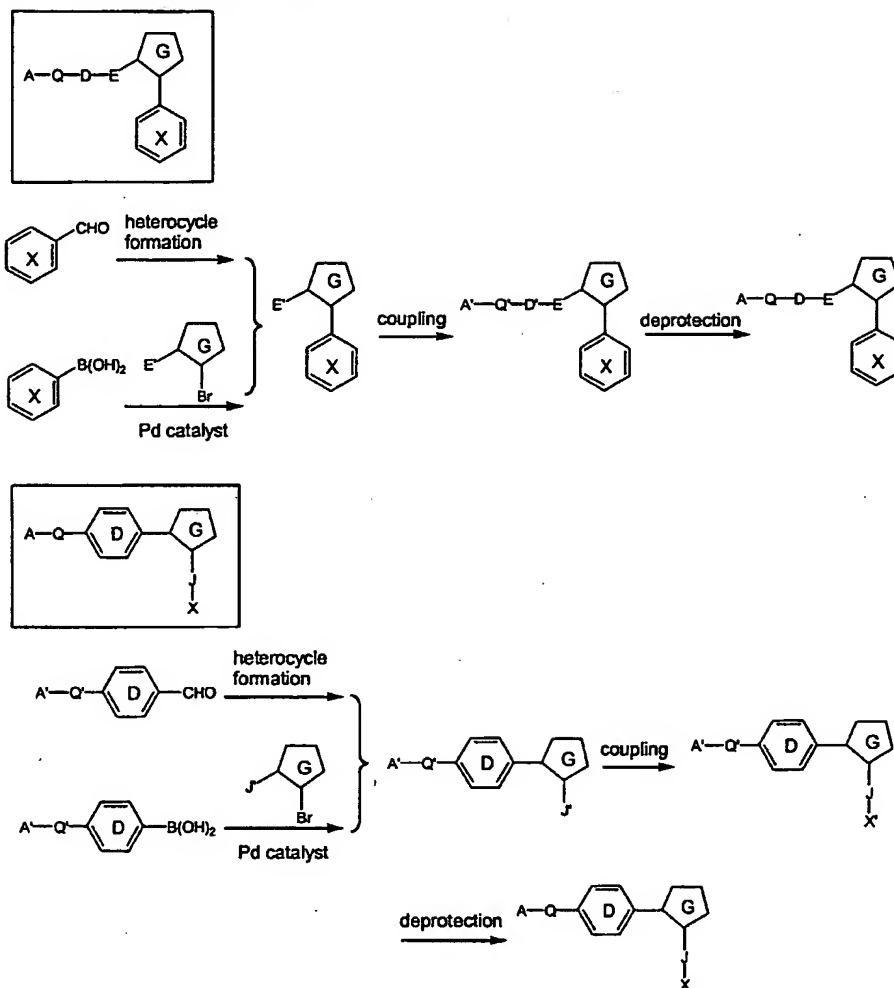 G
A—Q—D—E
X
CHO
X
heterocycle
formation
B(OH)₂
X
E
G
Br
Pd catalyst
E'
G
X
coupling
A'—Q'—D'—E
G
X
deprotection
A—Q—D—E
G
X
A—Q
D
G
J
X
A'—Q'
D
CHO
heterocycle
formation
A'—Q'
D
B(OH)₂
J'
G
Br
Pd catalyst
A'—Q'
D
G
J'
coupling
A'—Q'
D
G
J
X'
deprotection
A—Q
D
G
J
X